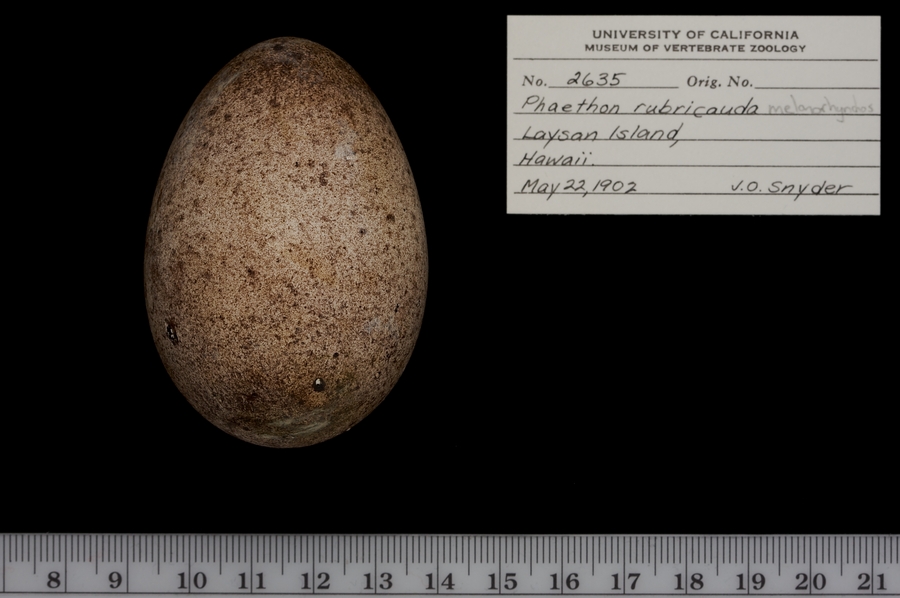 UNIVERSITY OF CALIFORNIA
MUSEUM OF VERTEBRATE ZOOLOGY
No. 2635 Orig. No.
Phaethon rubricauda melanorhynchos
Laysan Island,
Hawaii.
May 22, 1902 J.O. Snyder
8 9 10 11 12 13 14 15 16 17 18 19 20 21